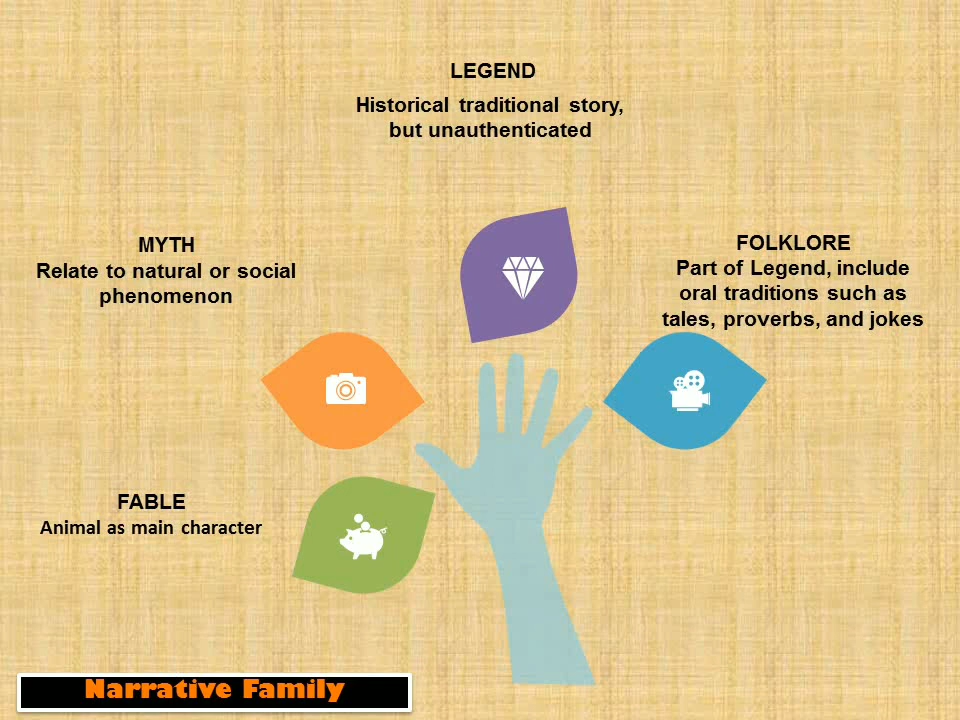 LEGEND
Historical traditional story,
but unauthenticated
MYTH
Relate to natural or social
phenomenon
FOLKLORE
Part of Legend, include
oral traditions such as
tales, proverbs, and jokes
FABLE
Animal as main character
Narrative Family